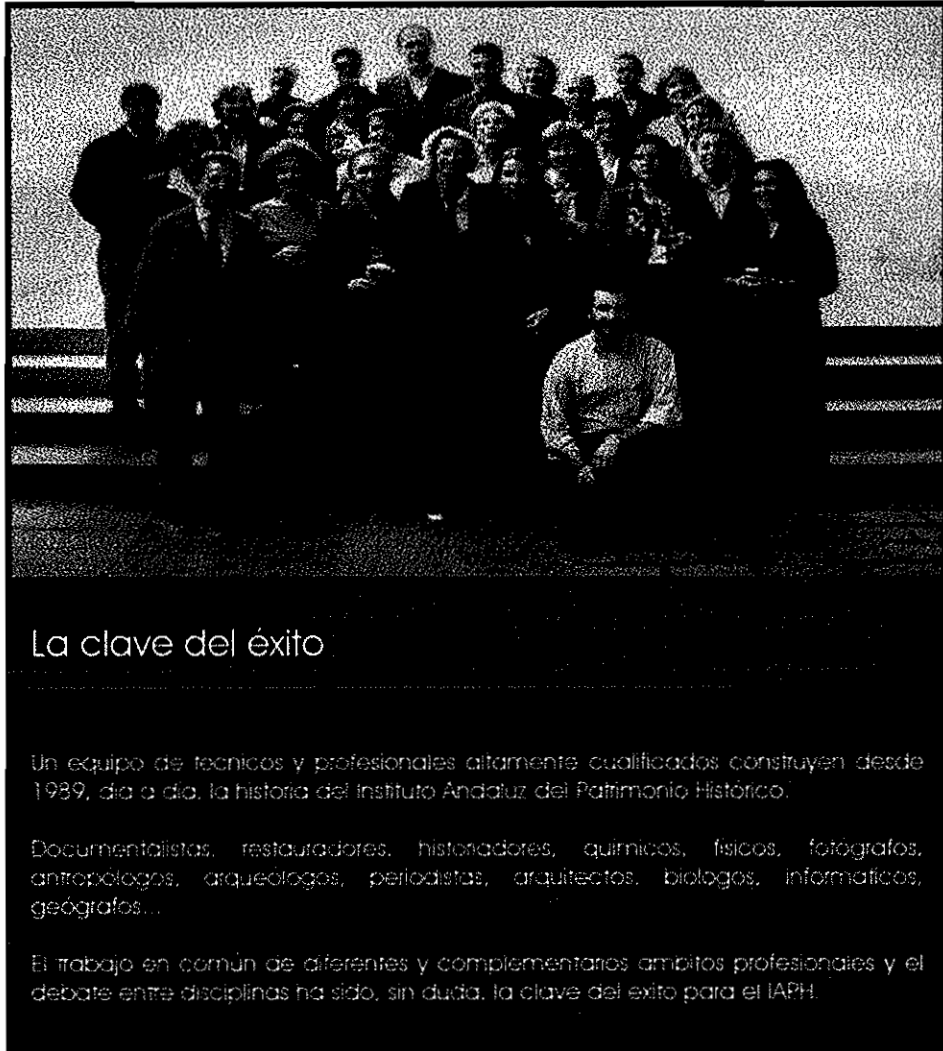 La clave del éxito
Un equipo de técnicos y profesionales altamente cualificados construyen desde
1989, día a día, la historia del Instituto Andaluz del Patrimonio Histórico.
Documentalistas, restauradores, historiadores, químicos, físicos, fotógrafos,
antropólogos, arqueólogos, periodistas, arquitectos, biólogos, informáticos,
geógrafos...
El trabajo en común de diferentes y complementarios ámbitos profesionales y el
debate entre disciplinas ha sido, sin duda, la clave del éxito para el IAPH.